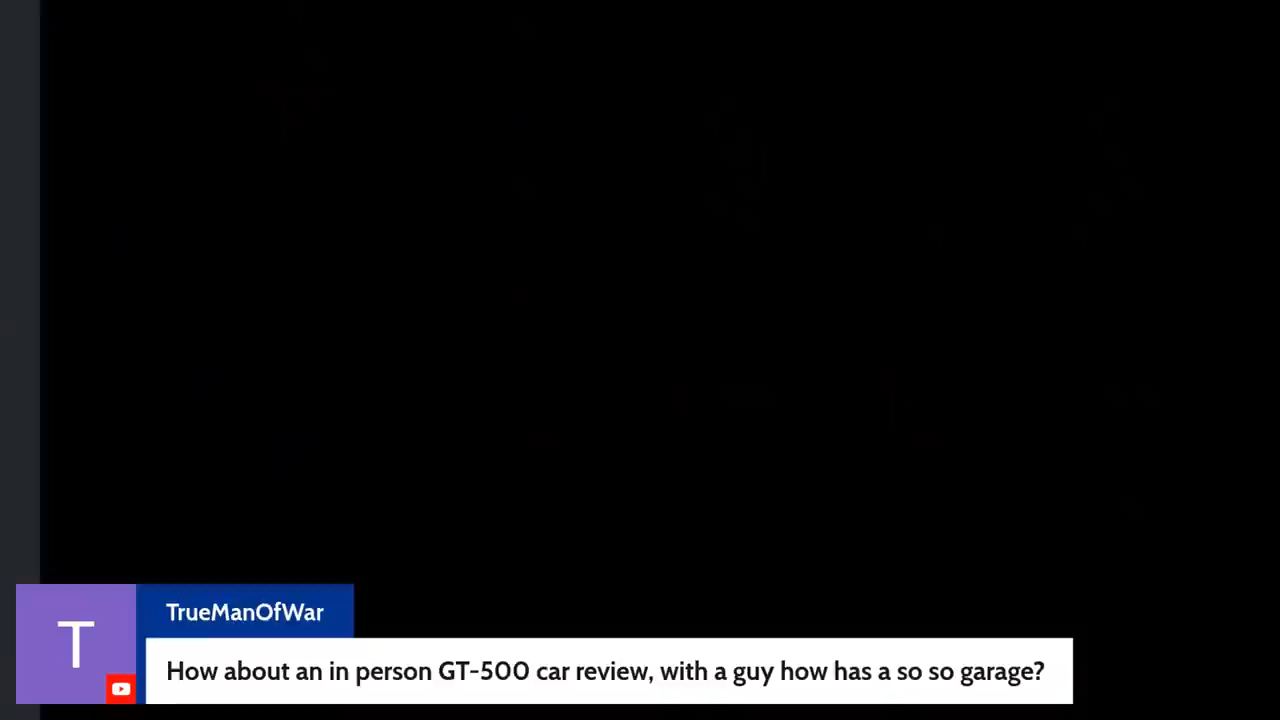 T
TrueManOfWar
How about an in person GT-500 car review, with a guy how has a so so garage?